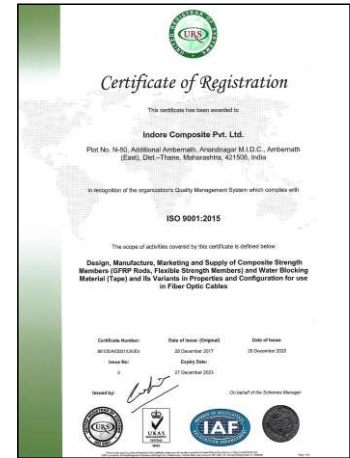 URS
Certificate of Registration
This certificate has been awarded to
Indore Composite Pvt. Ltd.
Plot No. N-50, Additional Ambernath, Anandnagar M.I.D.C., Ambernath
(East), Dist.-Thane, Maharashtra, 421506, India
in recognition of the organization's Quality Management System which complies with
ISO 9001:2015
The scope of activities covered by this certificate is defined below
Design, Manufacture, Marketing and Supply of Composite Strength
Members (GFRP Rods, Flexible Strength Members) and Water Blocking
Material (Tape) and its Variants in Properties and Configuration for use
in Fiber Optic Cables
Certificate Number: Date of Issue: (Original) Date of Issue:
28 December 2017 28 December 2020
Issue No: Expiry Date:
2 27 December 2023
Issued by: On behalf of the Schemes Manager
URS
UKAS
IAF